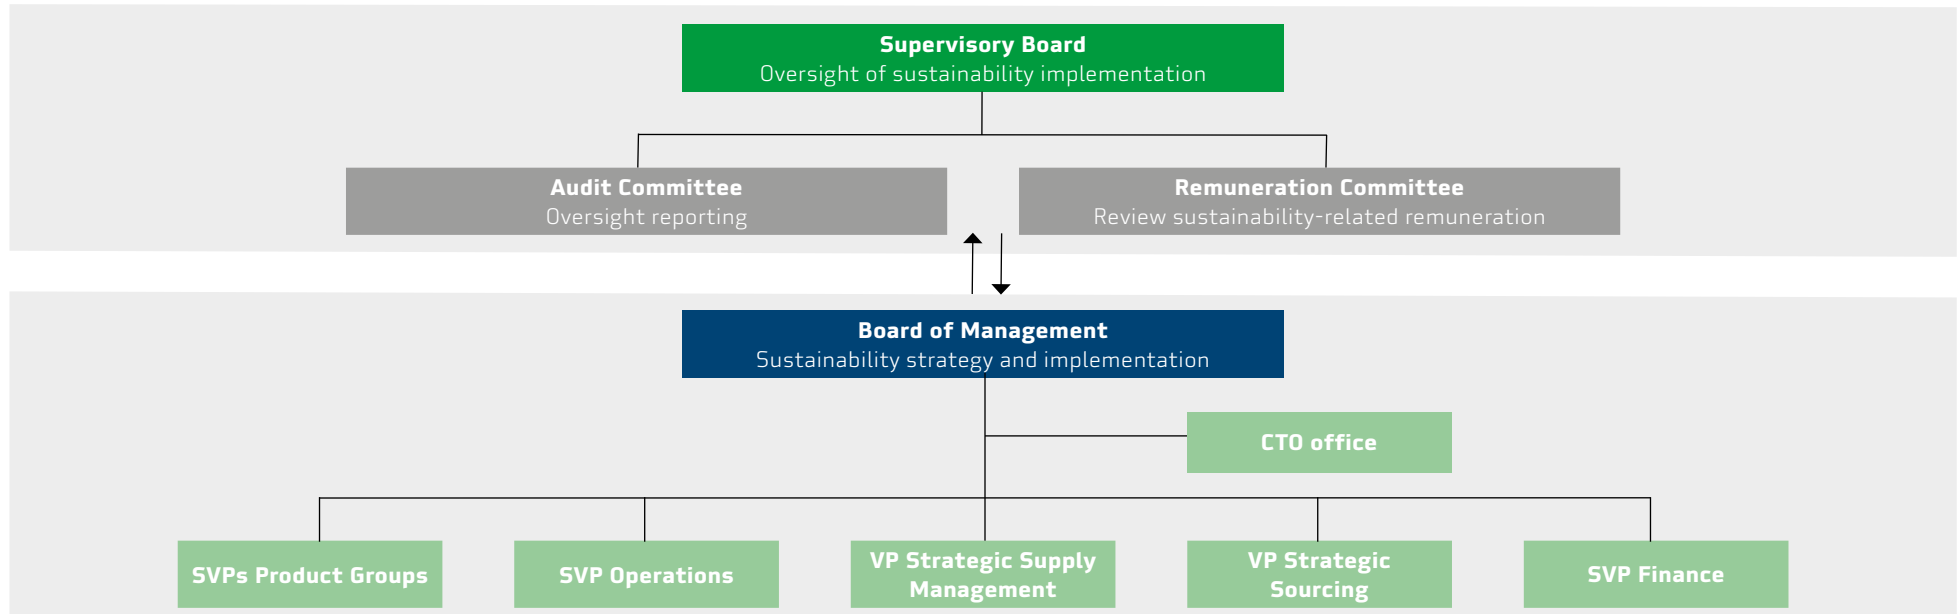 Supervisory Board
Oversight of sustainability implementation
Audit Committee
Oversight reporting
Remuneration Committee
Review sustainability-related remuneration
Board of Management
Sustainability strategy and implementation
CTO office
SVPs Product Groups
SVP Operations
VP Strategic Supply
Management
VP Strategic
Sourcing
SVP Finance